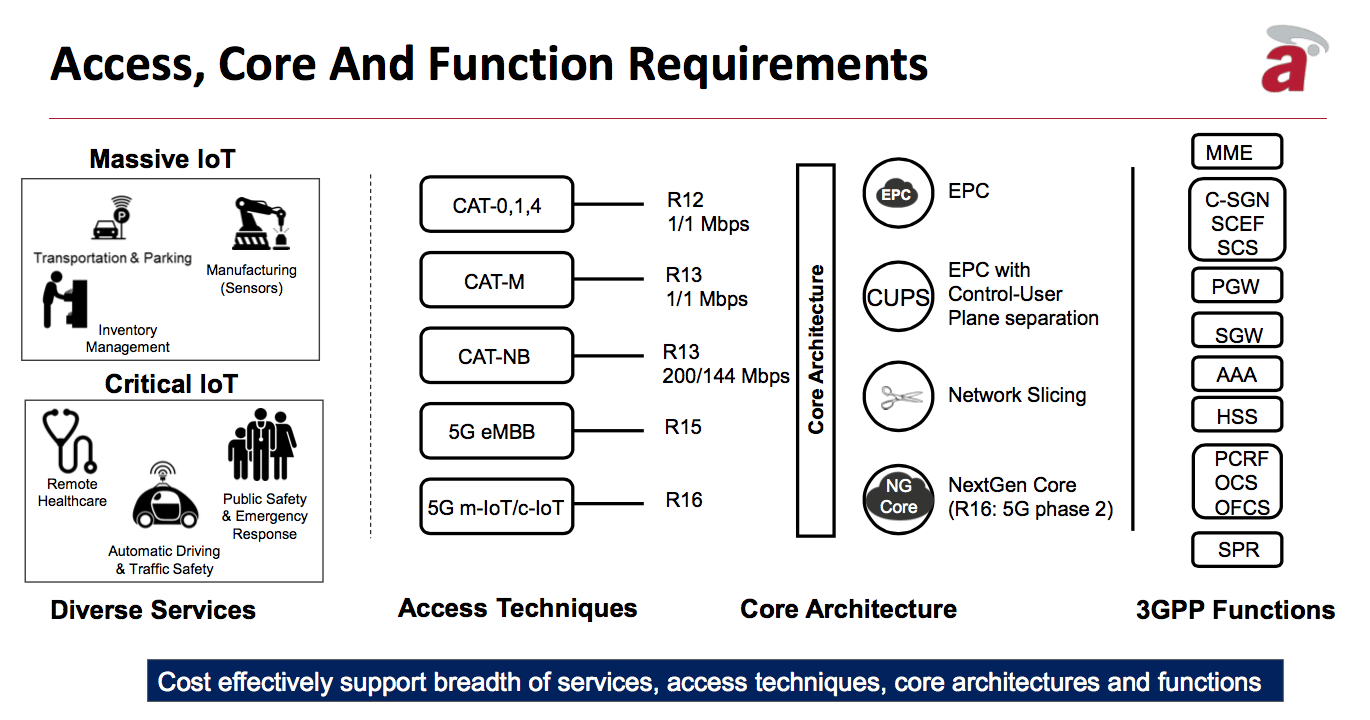 Access, Core And Function Requirements
a
Massive IoT
P
Transportation & Parking
Manufacturing
(Sensors)
Inventory
Management
Critical IoT
Remote
Healthcare
Automatic Driving
& Traffic Safety
Public Safety
& Emergency
Response
Diverse Services
CAT-0,1,4
R12
1/1 Mbps
CAT-M
R13
1/1 Mbps
CAT-NB
R13
200/144 Mbps
5G eMBB
R15
5G m-IoT/c-IoT
R16
Access Techniques
Core Architecture
EPC
EPC
CUPS
EPC with
Control-User
Plane separation
Network Slicing
NG
Core
NextGen Core
(R16: 5G phase 2)
Core Architecture
MME
C-SGN
SCEF
SCS
PGW
SGW
AAA
HSS
PCRF
OCS
OFCS
SPR
3GPP Functions
Cost effectively support breadth of services, access techniques, core architectures and functions